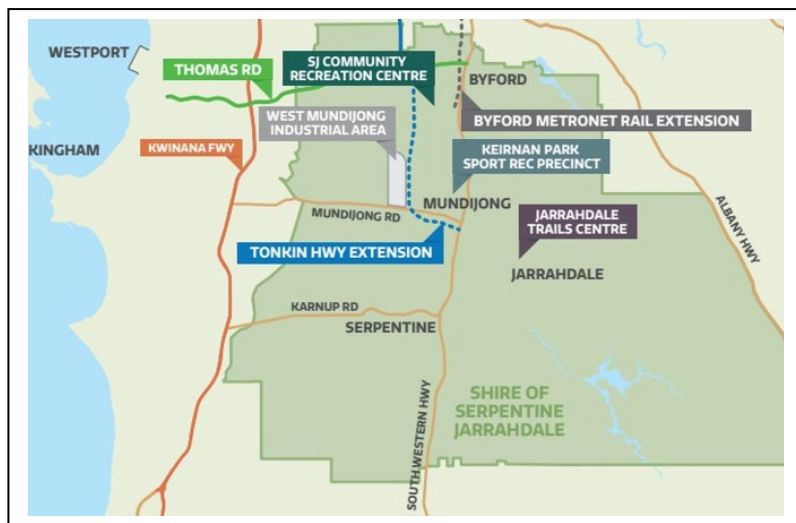 WESTPORT
THOMAS RD
SJ COMMUNITY
RECREATION CENTRE
BYFORD
WEST MUNDIJONG
INDUSTRIAL AREA
BYFORD METRONET RAIL EXTENSION
KINGHAM
KWINANA FWY
KEIRNAN PARK
SPORT REC PRECINCT
MUNDIJONG
MUNDIJONG RD
JARRAHDALE
TRAILS CENTRE
ALBANY HWY
TONKIN HWY EXTENSION
JARRAHDALE
KARNUP RD
SERPENTINE
SHIRE OF
SERPENTINE
JARRAHDALE
SOUTH WESTERN HWY